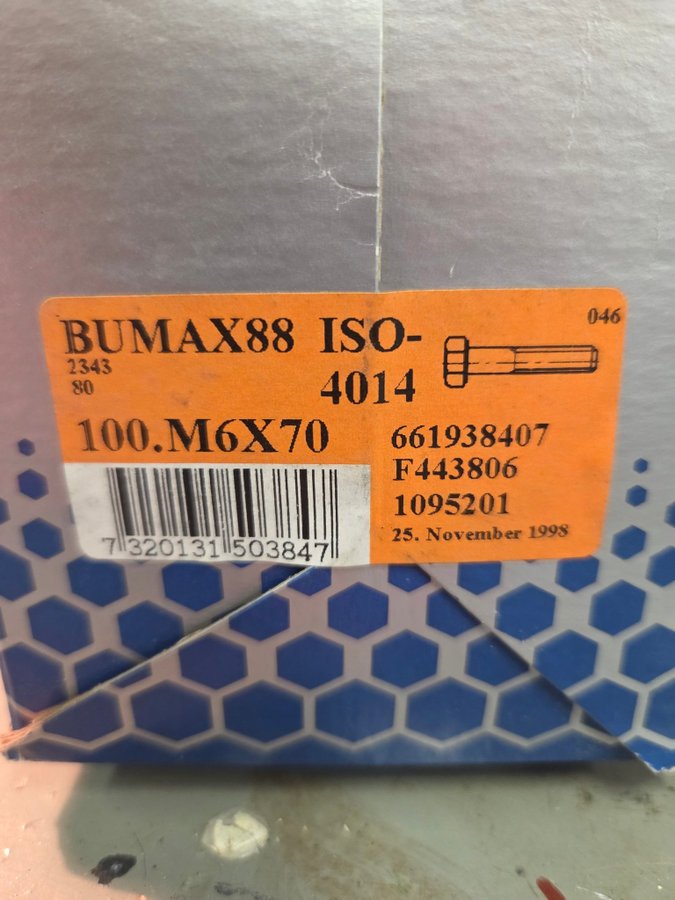 BUMAX88 ISO-
4014
2343
80
046
100.M6X70
661938407
F443806
1095201
25. November 1998
7 320131 503847